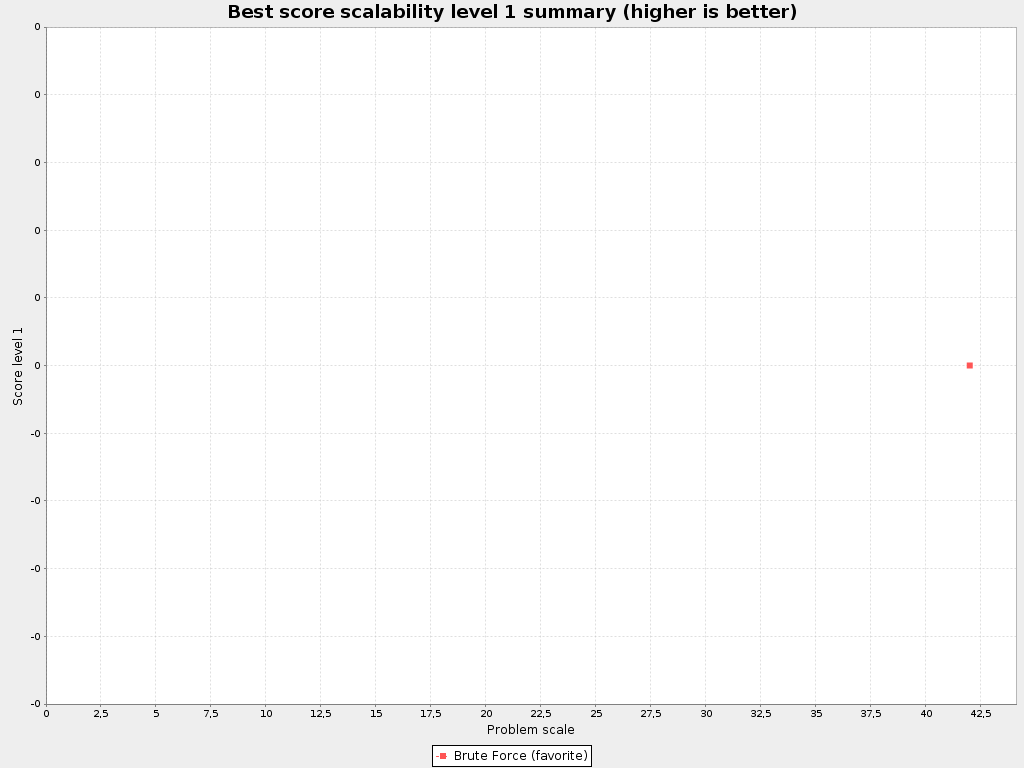 Best score scalability level 1 summary (higher is better)
0
0
0
0
0
0
-0
-0
-0
-0
-0
Score level 1
0 2,5 5 7,5 10 12,5 15 17,5 20 22,5 25 27,5 30 32,5 35 37,5 40 42,5
Problem scale
Brute Force (favorite)